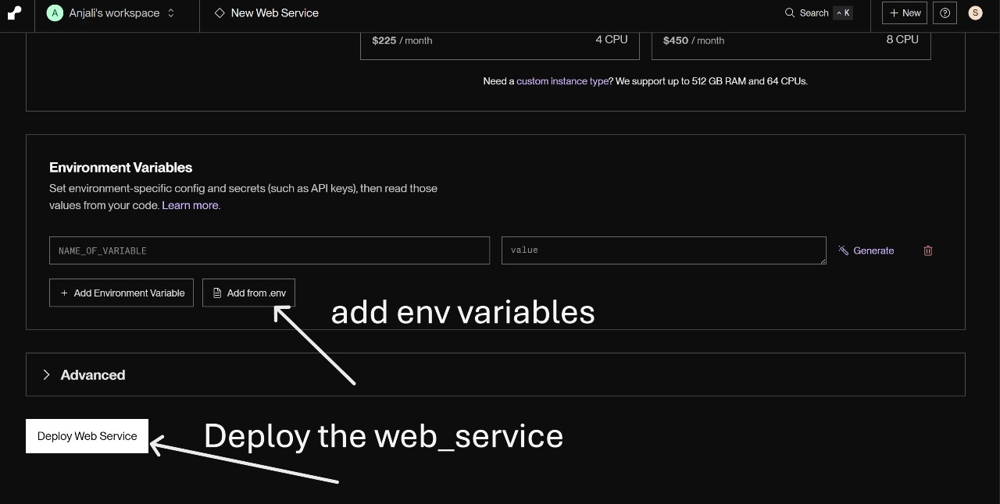 A Anjali's workspace
New Web Service
Search ^ K
+ New
S
$225 / month 4 CPU
$450 / month 8 CPU
Need a custom instance type? We support up to 512 GB RAM and 64 CPUs.
Environment Variables
Set environment-specific config and secrets (such as API keys), then read those
values from your code. Learn more.
NAME_OF_VARIABLE
value
Generate
+ Add Environment Variable
Add from .env
add env variables
Advanced
Deploy Web Service
Deploy the web_service